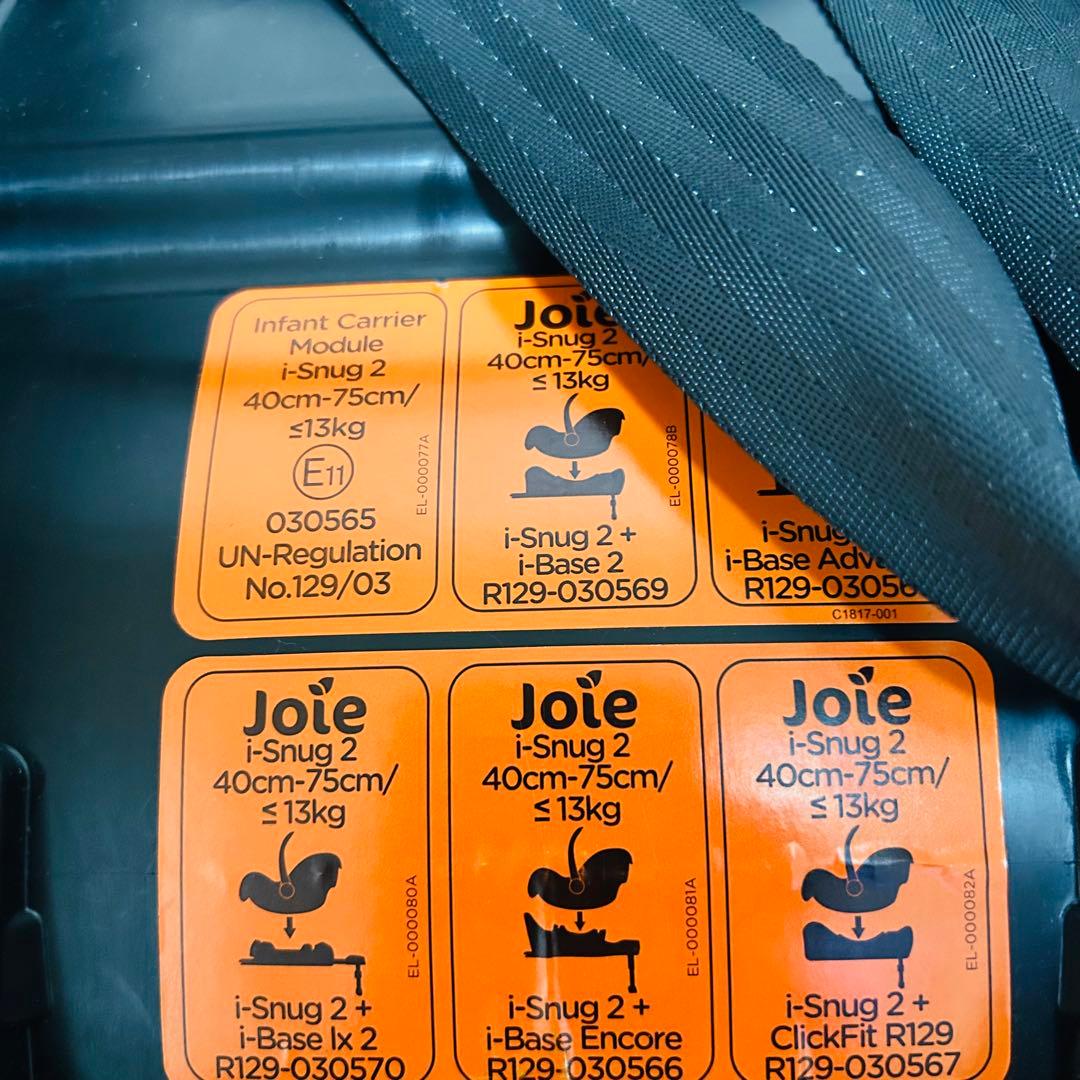 Infant Carrier
Module
i-Snug 2
40cm-75cm/
≤13kg
E11
030565
UN-Regulation
No.129/03
EL-000077A
Joie
i-Snug 2
40cm-75cm/
≤ 13kg
i-Snug 2 +
i-Base 2
R129-030569
EL-000078B
i-Base
C1817-001
Joie
i-Snug 2
40cm-75cm/
≤ 13kg
i-Snug 2 +
i-Base lx 2
R129-030570
EL-000080A
Joie
i-Snug 2
40cm-75cm/
≤ 13kg
i-Snug 2 +
i-Base Encore
R129-030566
EL-000081A
Joie
i-Snug 2
40cm-75cm/
≤ 13kg
i-Snug 2 +
ClickFit R129
R129-030567
EL-000082A